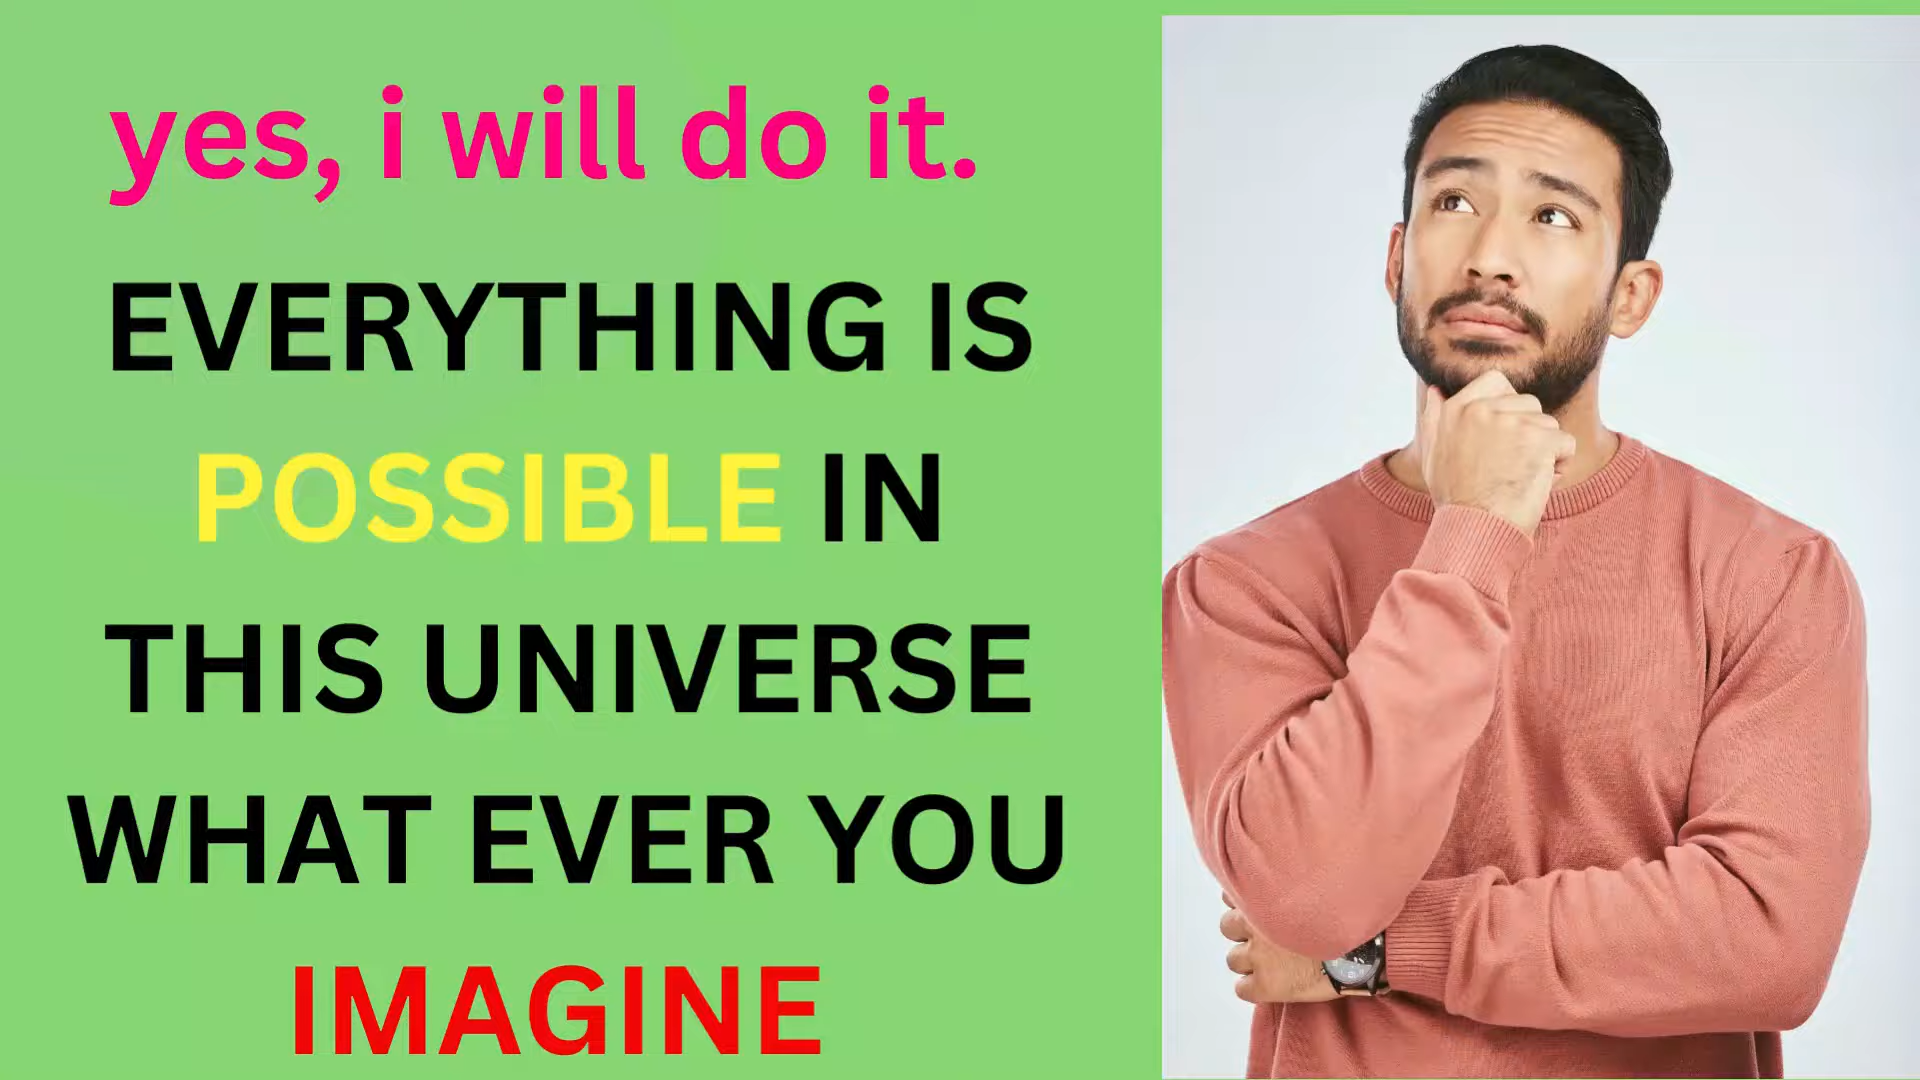 yes, i will do it.
EVERYTHING IS
POSSIBLE IN
THIS UNIVERSE
WHAT EVER YOU
IMAGINE